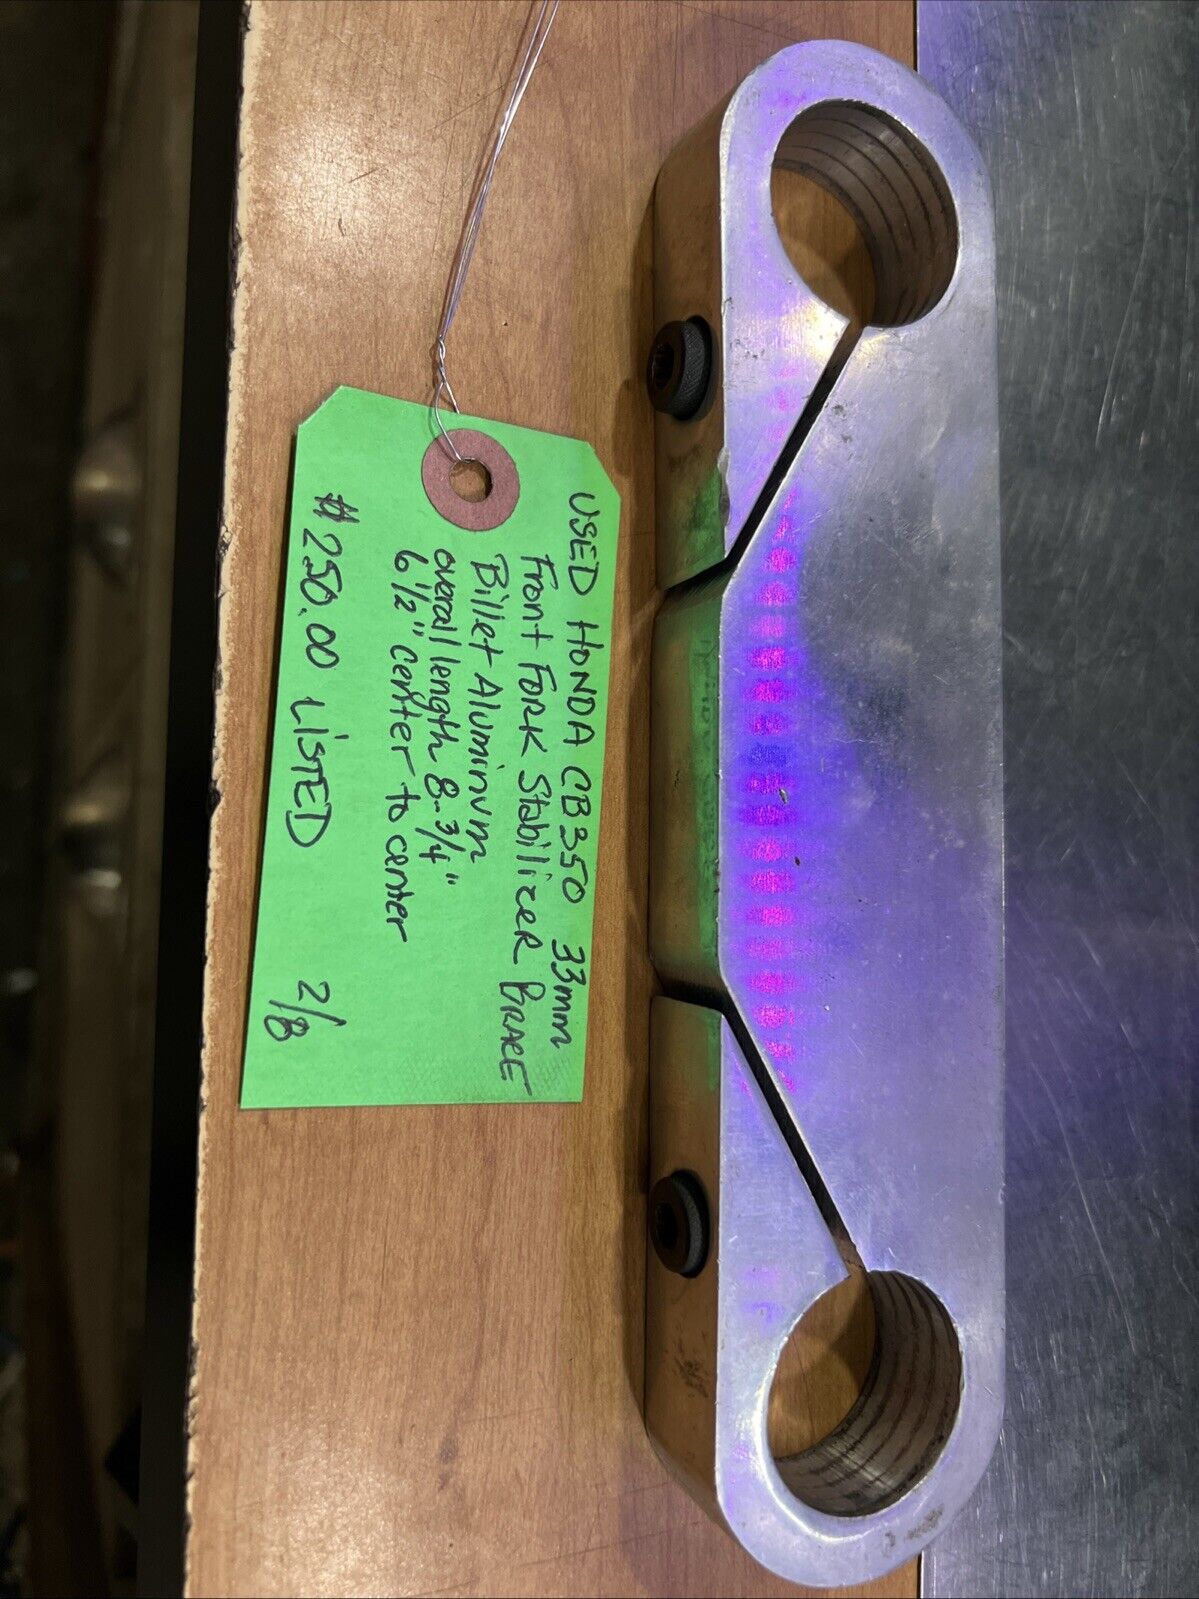 USED HONDA CB350 33mm
Front FORK Stabilizer BRACE
Billet Aluminum
overall length 8-3/4"
6 1/2" center to center
#250.00 LISTED 2/8